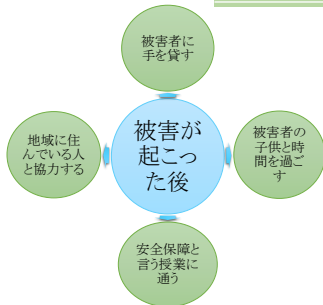 被害者に
手を貸す
地域に住
んでいる人
と協力する
被害が
起こっ
た後
被害者の
子供と時
間を過ご
す
安全保障と
言う授業に
通う